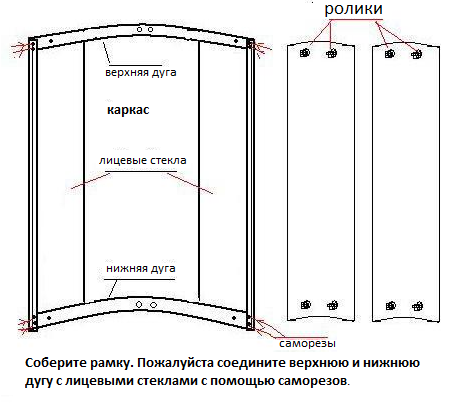 ролики
верхняя дуга
каркас
лицевые стекла
нижняя дуга
саморезы
Соберите рамку. Пожалуйста соедините верхнюю и нижнюю
дугу с лицевыми стеклами с помощью саморезов.